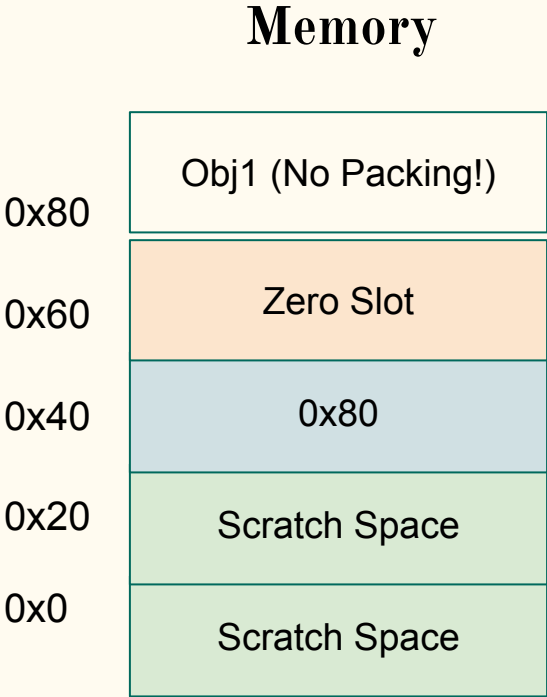 Memory
Obj1 (No Packing!)
0x80
Zero Slot
0x60
0x80
0x40
Scratch Space
0x20
0x0
Scratch Space